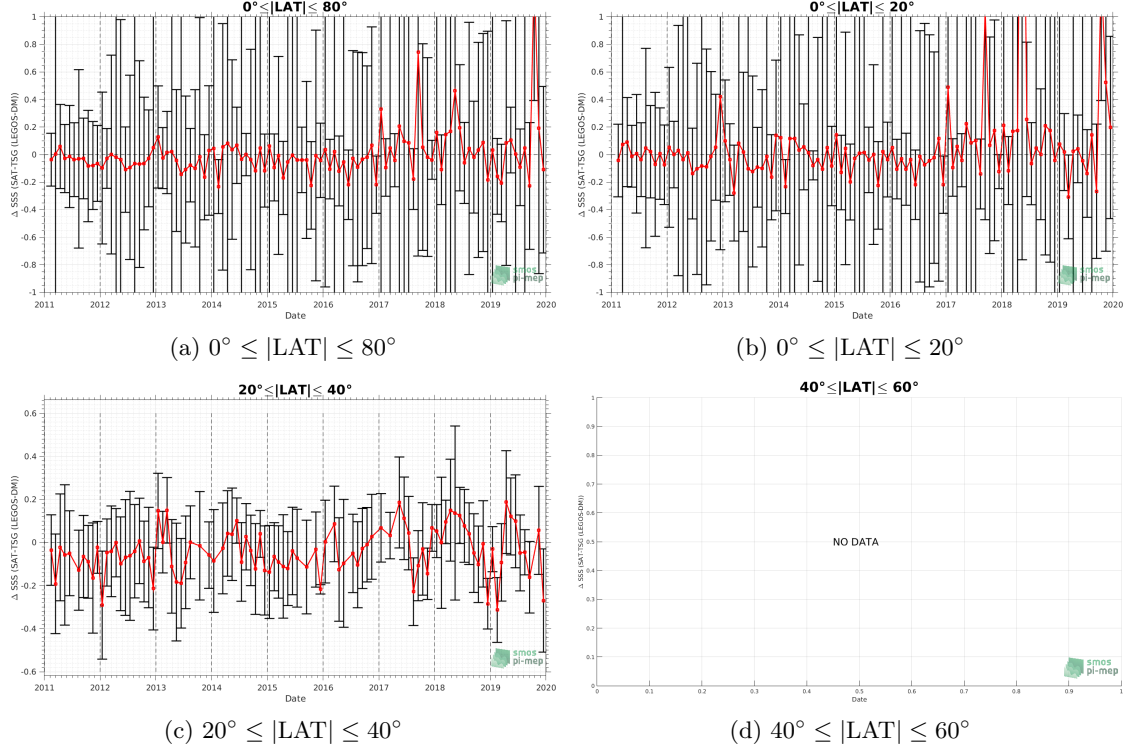 0°≤|LAT|≤ 80°
Δ SSS (SAT-TSG (LEGOS-DM))
1
0.8
0.6
0.4
0.2
0
-0.2
-0.4
-0.6
-0.8
-1
2011 2012 2013 2014 2015 2016 2017 2018 2019 2020
Date
smos
pi-mep
(a) 0° ≤ |LAT| ≤ 80°
0°≤|LAT|≤ 20°
Δ SSS (SAT-TSG (LEGOS-DM))
1
0.8
0.6
0.4
0.2
0
-0.2
-0.4
-0.6
-0.8
-1
2011 2012 2013 2014 2015 2016 2017 2018 2019 2020
Date
smos
pi-mep
(b) 0° ≤ |LAT| ≤ 20°
20°≤|LAT|≤ 40°
Δ SSS (SAT-TSG (LEGOS-DM))
0.6
0.4
0.2
0
-0.2
-0.4
-0.6
2011 2012 2013 2014 2015 2016 2017 2018 2019 2020
Date
smos
pi-mep
(c) 20° ≤ |LAT| ≤ 40°
40°≤|LAT|≤ 60°
Δ SSS (SAT-TSG (LEGOS-DM))
1
0.9
0.8
0.7
0.6
0.5
0.4
0.3
0.2
0.1
0
NO DATA
0 0.1 0.2 0.3 0.4 0.5 0.6 0.7 0.8 0.9 1
Date
smos
pi-mep
(d) 40° ≤ |LAT| ≤ 60°